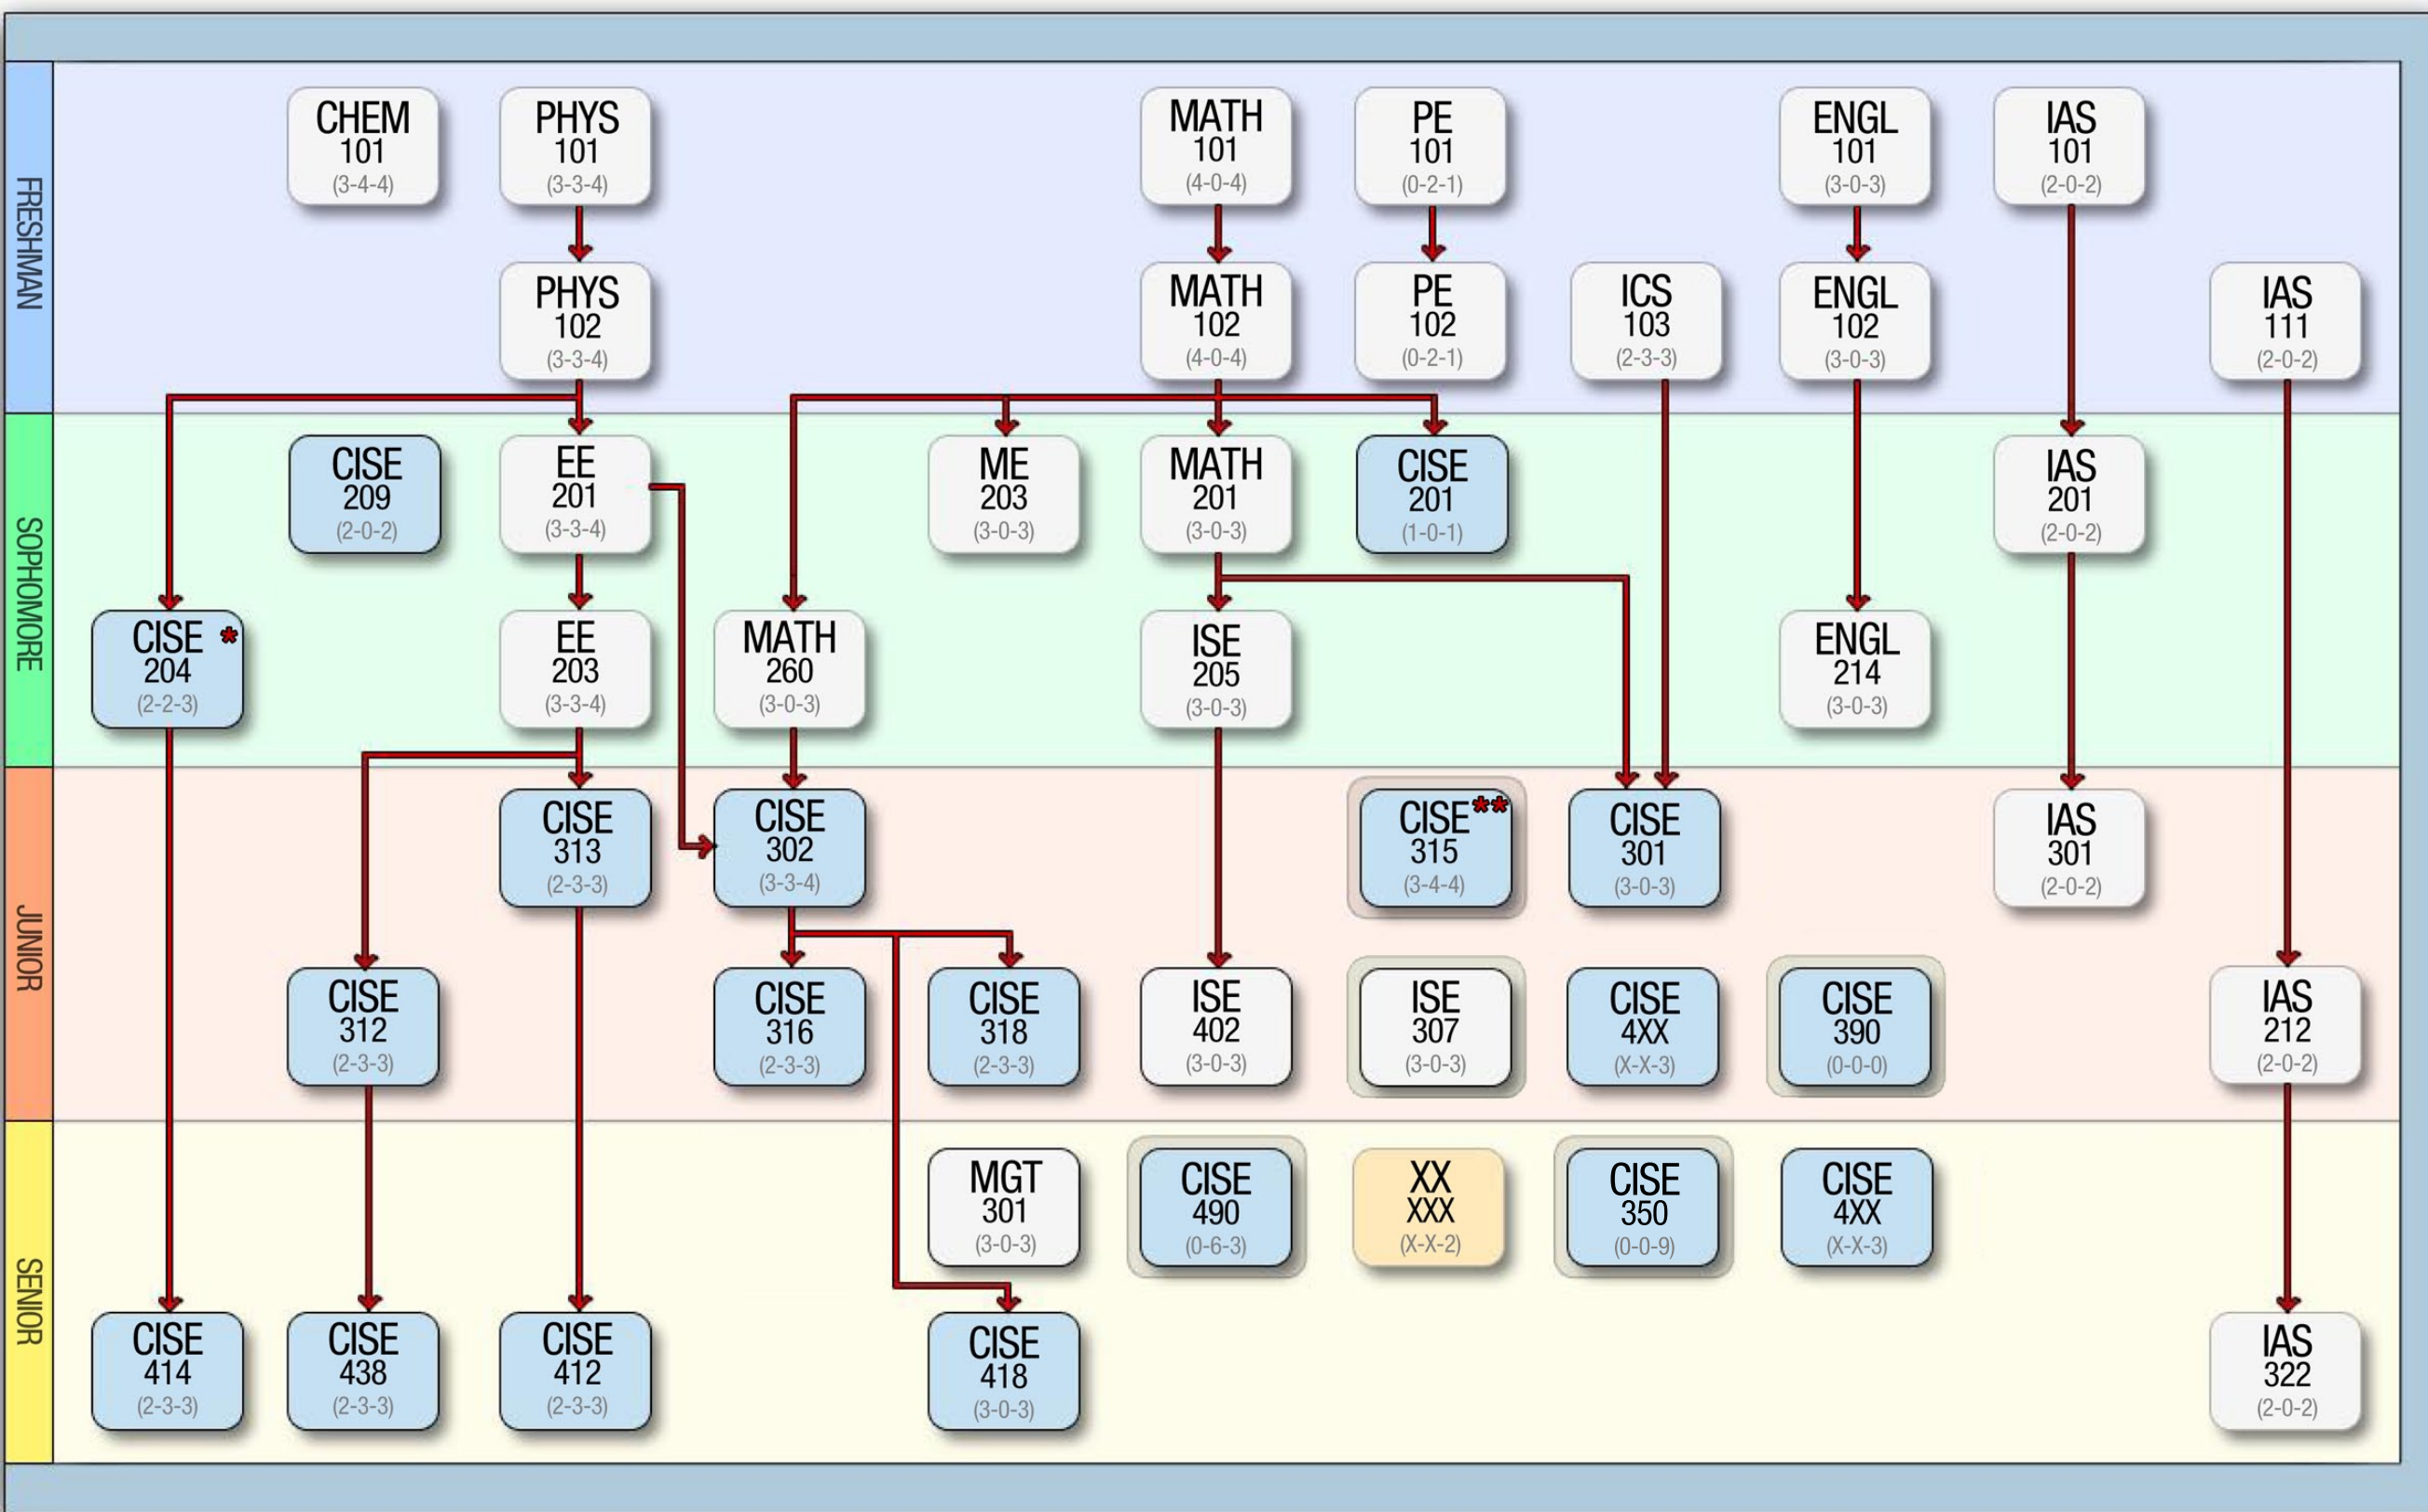 FRESHMAN
CHEM
101
(3-4-4)
PHYS
101
(3-3-4)
MATH
101
(4-0-4)
PE
101
(0-2-1)
ENGL
101
(3-0-3)
IAS
101
(2-0-2)
PHYS
102
(3-3-4)
MATH
102
(4-0-4)
PE
102
(0-2-1)
ICS
103
(2-3-3)
ENGL
102
(3-0-3)
IAS
111
(2-0-2)
SOPHOMORE
CISE
209
(2-0-2)
EE
201
(3-3-4)
ME
203
(3-0-3)
MATH
201
(3-0-3)
CISE
201
(1-0-1)
IAS
201
(2-0-2)
CISE *
204
(2-2-3)
EE
203
(3-3-4)
MATH
260
(3-0-3)
ISE
205
(3-0-3)
ENGL
214
(3-0-3)
JUNIOR
CISE
313
(2-3-3)
CISE
302
(3-3-4)
CISE**
315
(3-4-4)
CISE
301
(3-0-3)
IAS
301
(2-0-2)
CISE
312
(2-3-3)
CISE
316
(2-3-3)
CISE
318
(2-3-3)
ISE
402
(3-0-3)
ISE
307
(3-0-3)
CISE
4XX
(X-X-3)
CISE
390
(0-0-0)
IAS
212
(2-0-2)
SENIOR
MGT
301
(3-0-3)
CISE
490
(0-6-3)
XX
XXX
(X-X-2)
CISE
350
(0-0-9)
CISE
4XX
(X-X-3)
CISE
414
(2-3-3)
CISE
438
(2-3-3)
CISE
412
(2-3-3)
CISE
418
(3-0-3)
IAS
322
(2-0-2)